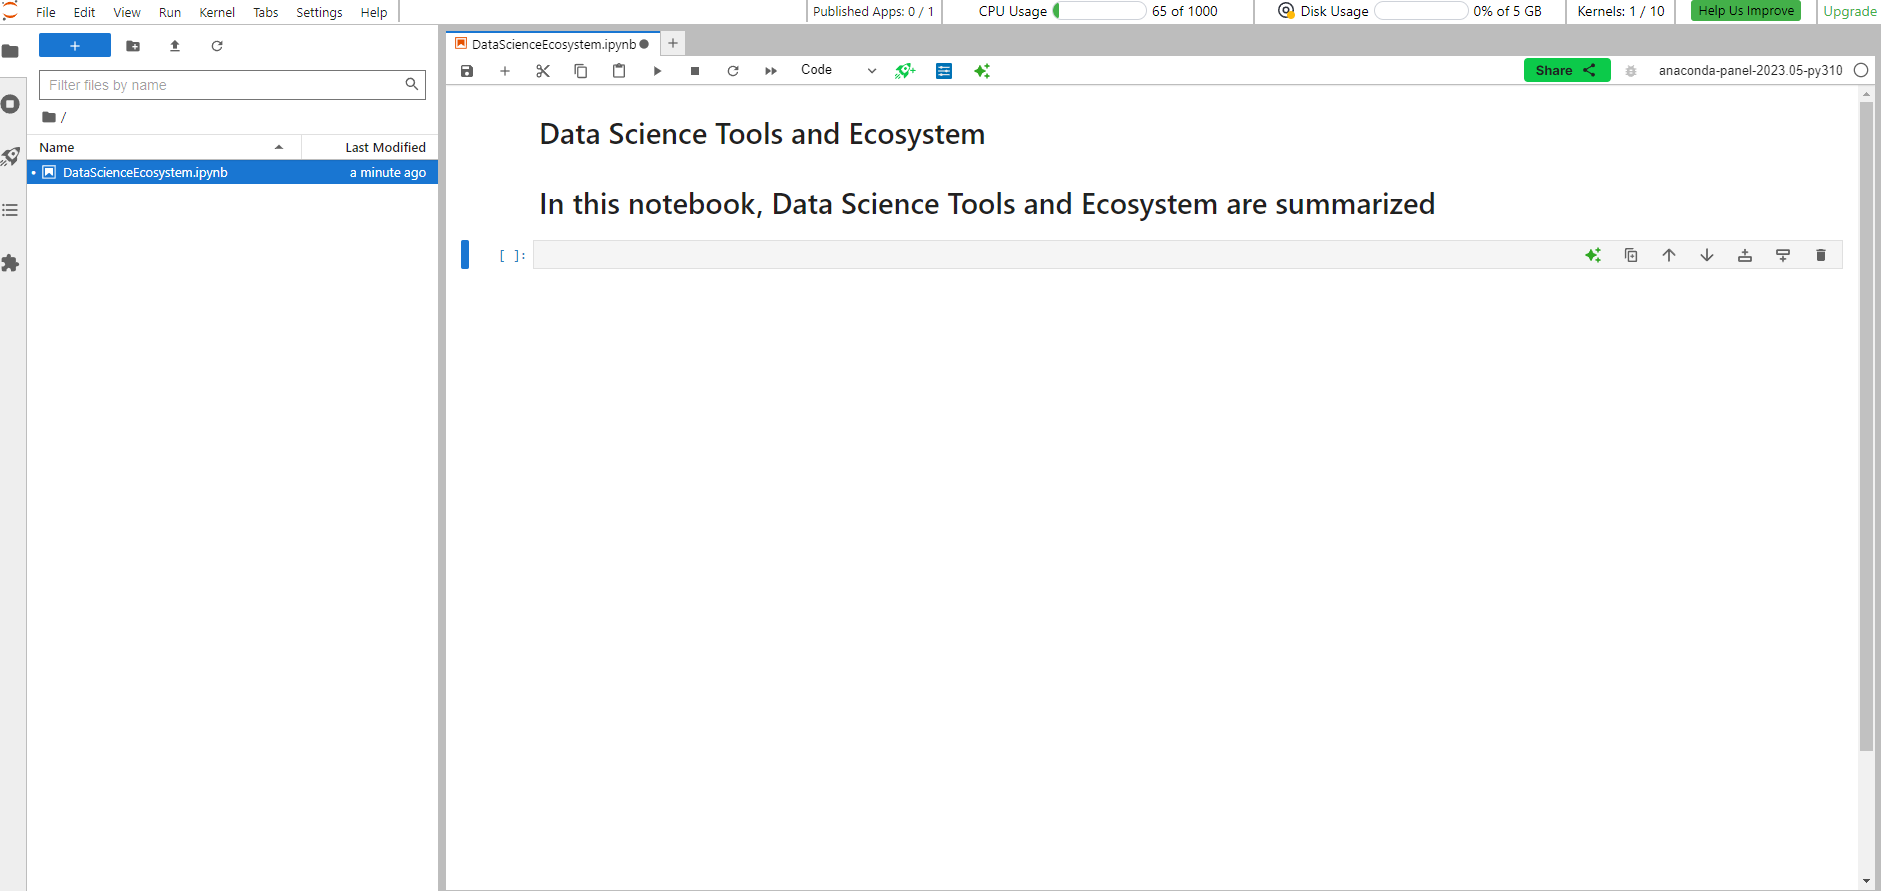 File Edit View Run Kernel Tabs Settings Help
Published Apps: 0 / 1
CPU Usage 65 of 1000
Disk Usage 0% of 5 GB
Kernels: 1 / 10
Help Us Improve
Upgrade
Filter files by name
/
Name Last Modified
DataScienceEcosystem.ipynb a minute ago
DataScienceEcosystem.ipynb
Code
Share
anaconda-panel-2023.05-py310
Data Science Tools and Ecosystem
In this notebook, Data Science Tools and Ecosystem are summarized
[ ]: